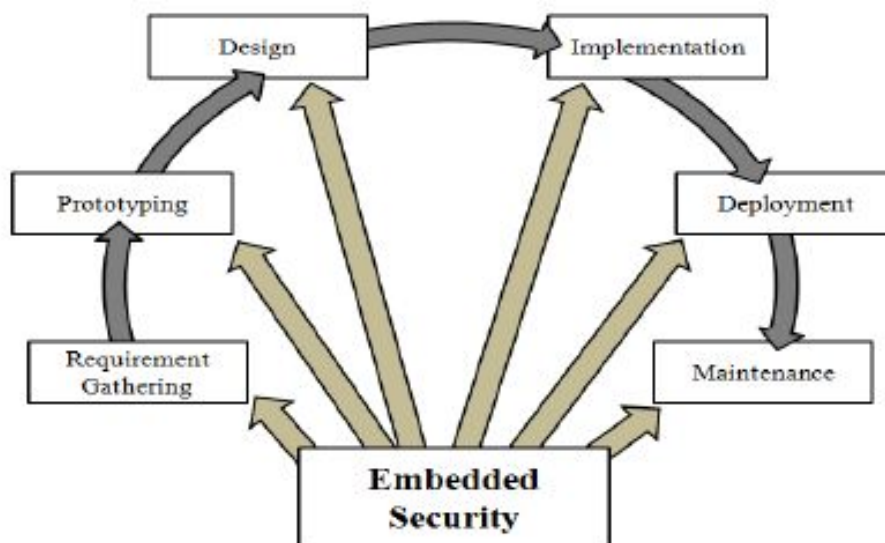 Design
Implementation
Prototyping
Deployment
Requirement
Gathering
Maintenance
Embedded
Security